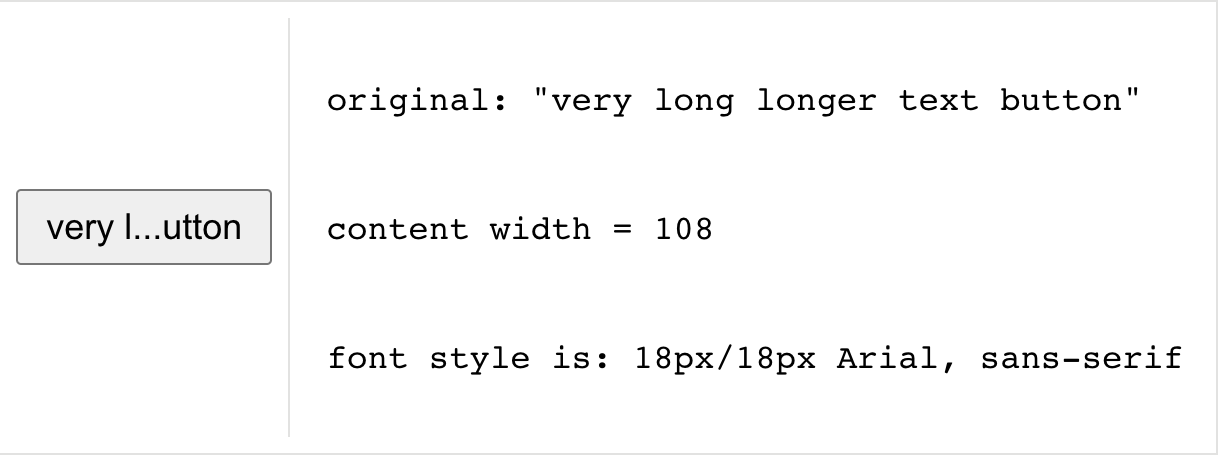 original: "very long longer text button"
very l...utton
content width = 108
font style is: 18px/18px Arial, sans-serif